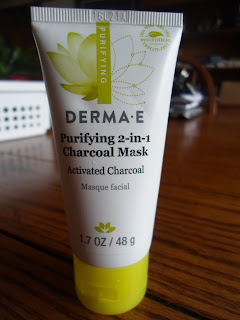 PURIFYING
DERMA·E
Purifying 2-in-1
Charcoal Mask
Activated Charcoal
Masque facial
1.7 OZ / 48 g